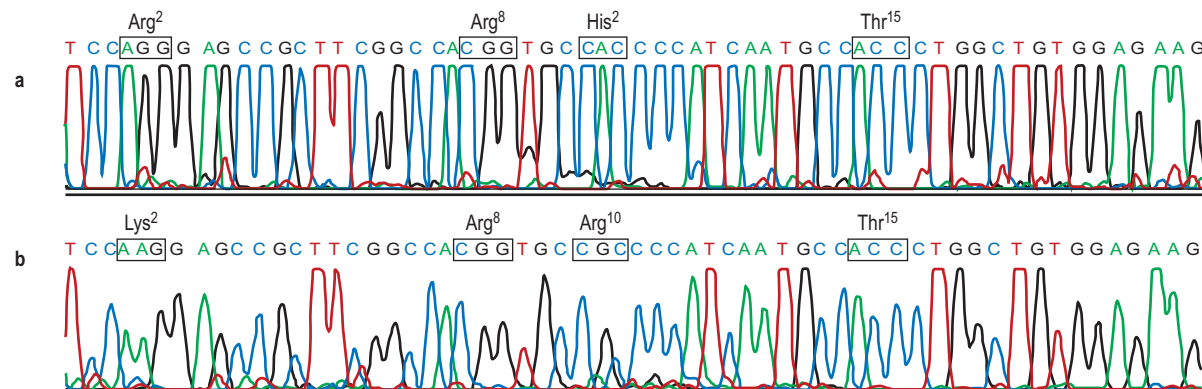 Arg² Arg⁸ His² Thr¹⁵
T C C A G G G A G C C G C T T C G G C C A C G G T G C C A C C C C A T C A A T G C C A C C C T G G C T G T G G A G A A G
a
Lys² Arg⁸ Arg¹⁰ Thr¹⁵
T C C A A G G A G C C G C T T C G G C C A C G G T G C C G C C C C A T C A A T G C C A C C C T G G C T G T G G A G A A G
b